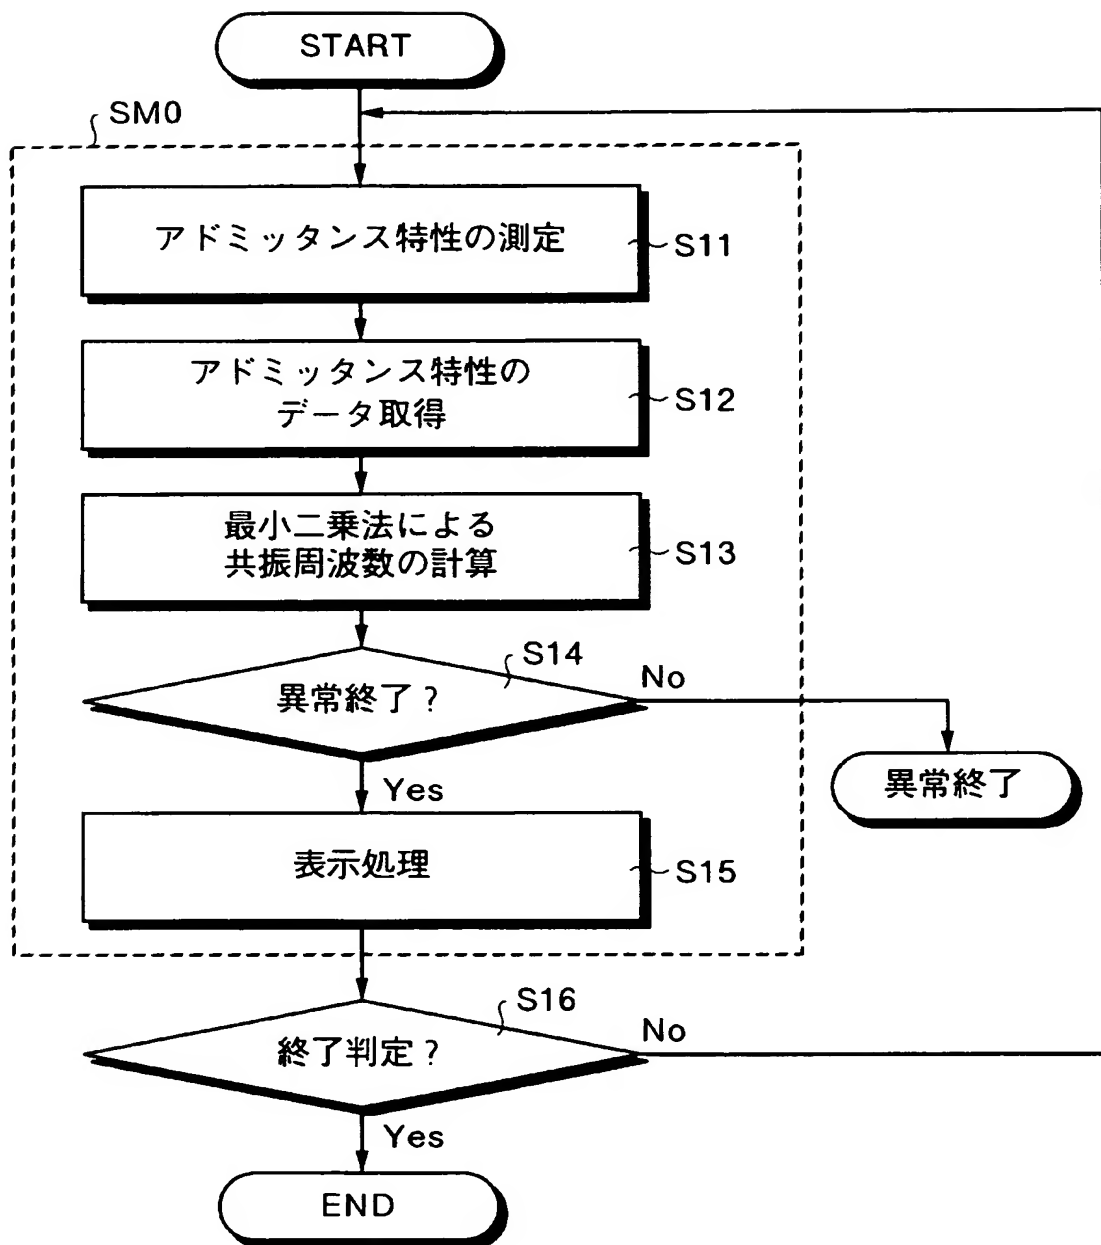 START
SM0
アドミッタンス特性の測定
S11
アドミッタンス特性の
データ取得
S12
最小二乗法による
共振周波数の計算
S13
S14
異常終了?
No
異常終了
Yes
表示処理
S15
S16
終了判定?
No
Yes
END